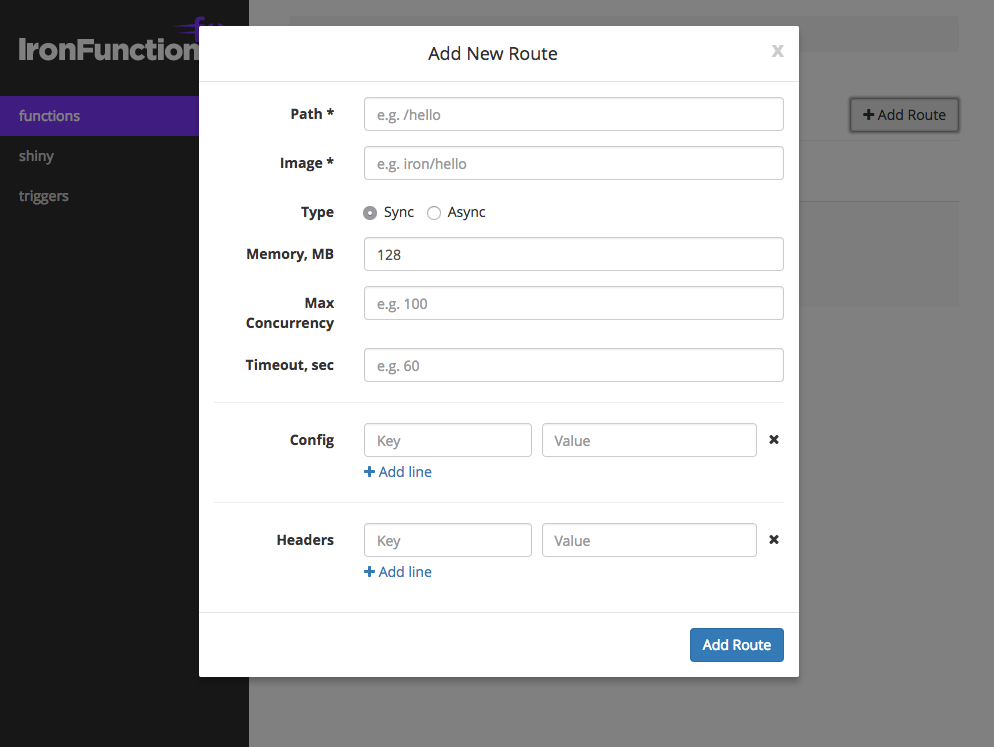 IronFunction
functions
shiny
triggers
+ Add Route
Add New Route
x
Path *
e.g. /hello
Image *
e.g. iron/hello
Type
Sync
Async
Memory, MB
128
Max
Concurrency
e.g. 100
Timeout, sec
e.g. 60
Config
Key
Value
+ Add line
Headers
Key
Value
+ Add line
Add Route